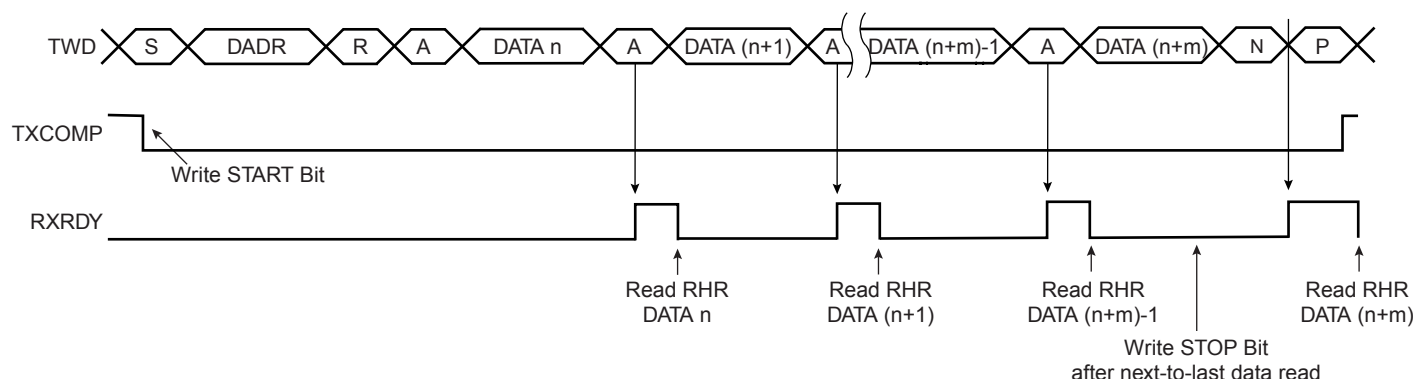 TWD S DADR R A DATA n A DATA (n+1) A DATA (n+m)-1 A DATA (n+m) N P
TXCOMP
Write START Bit
RXRDY
Read RHR Read RHR Read RHR Read RHR
DATA n DATA (n+1) DATA (n+m)-1 DATA (n+m)
Write STOP Bit
after next-to-last data read